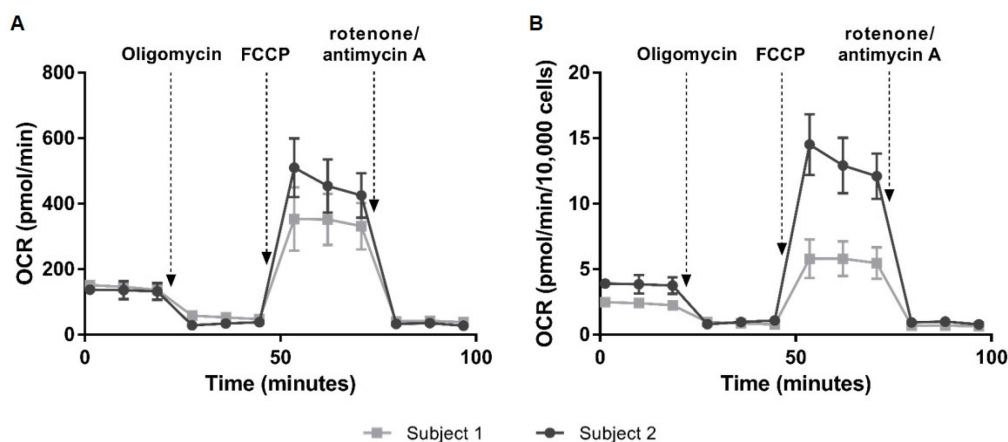 A
Oligomycin
FCCP
rotenone/
antimycin A
800
600
400
200
0
OCR (pmol/min)
0
50
100
Time (minutes)
B
Oligomycin
FCCP
rotenone/
antimycin A
20
15
10
5
0
OCR (pmol/min/10,000 cells)
0
50
100
Time (minutes)
Subject 1
Subject 2